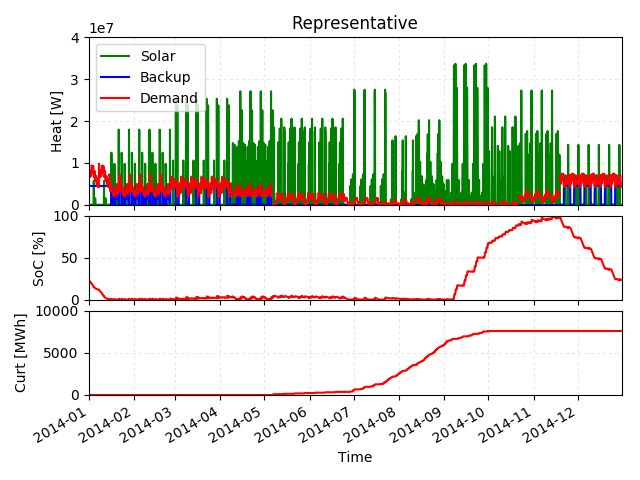 Representative
1e7
4
3
2
1
0
Heat [W]
Solar
Backup
Demand
100
50
0
SoC [%]
10000
5000
0
Curt [MWh]
2014-01
2014-02
2014-03
2014-04
2014-05
2014-06
2014-07
2014-08
2014-09
2014-10
2014-11
2014-12
Time